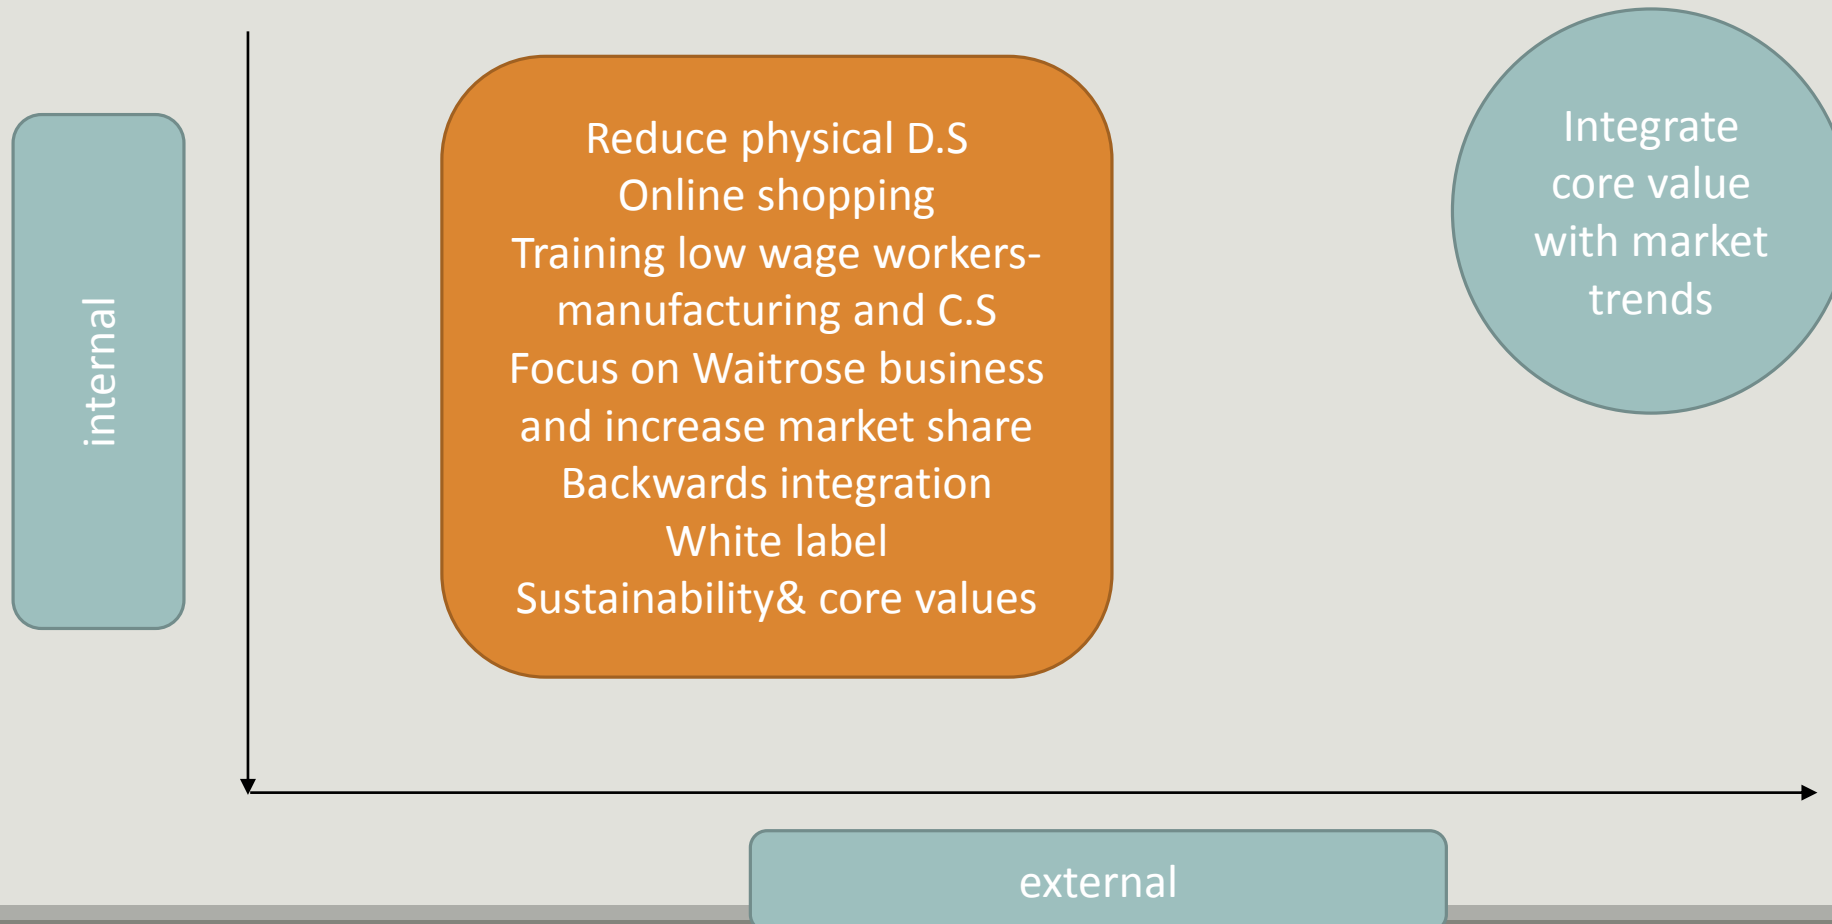 internal
Reduce physical D.S
Online shopping
Training low wage workers-
manufacturing and C.S
Focus on Waitrose business
and increase market share
Backwards integration
White label
Sustainability& core values
Integrate
core value
with market
trends
external